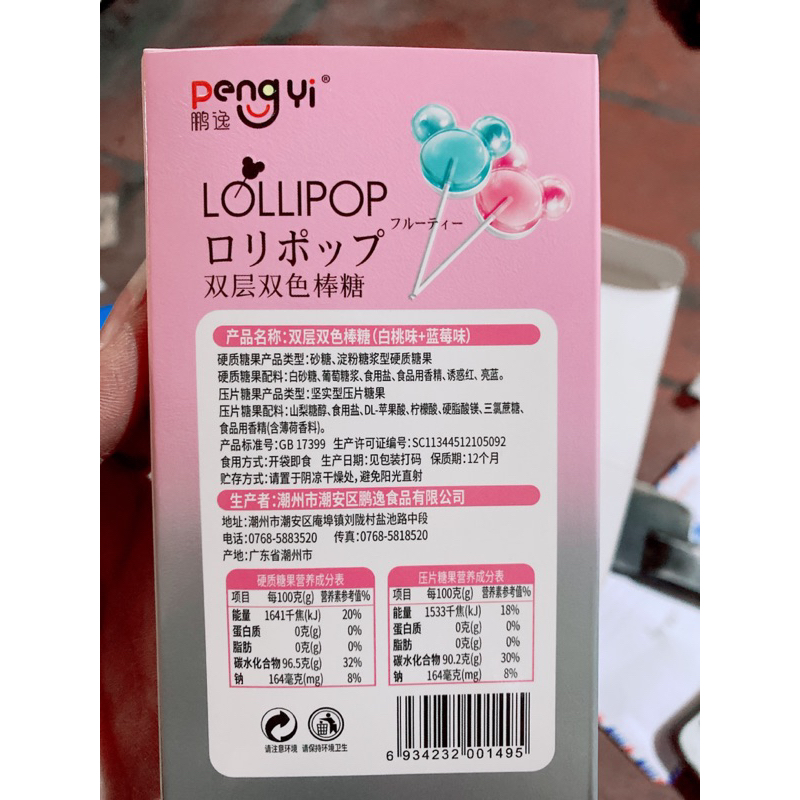 Peng Yi®
鹏逸
LOLLIPOP
フルーティー
ロリポップ
双层双色棒糖
产品名称:双层双色棒糖(白桃味+蓝莓味)
硬质糖果产品类型:砂糖、淀粉糖浆型硬质糖果
硬质糖果配料:白砂糖、葡萄糖浆、食用盐、食品用香精、诱惑红、亮蓝。
压片糖果产品类型:坚实型压片糖果
压片糖果配料:山梨糖醇、食用盐、DL-苹果酸、柠檬酸、硬脂酸镁、三氯蔗糖、
食品用香精(含薄荷香料)。
产品标准号:GB 17399 生产许可证编号:SC11344512105092
食用方式:开袋即食 生产日期:见包装打码 保质期:12个月
贮存方式:请置于阴凉干燥处,避免阳光直射
生产者:潮州市潮安区鹏逸食品有限公司
地址:潮州市潮安区庵埠镇刘陇村盐池路中段
电话:0768-5883520 传真:0768-5818520
产地:广东省潮州市
硬质糖果营养成分表
项目 每100克(g) 营养素参考值%
能量 1641千焦(kJ) 20%
蛋白质 0克(g) 0%
脂肪 0克(g) 0%
碳水化合物 96.5克(g) 32%
钠 164毫克(mg) 8%
压片糖果营养成分表
项目 每100克(g) 营养素参考值%
能量 1533千焦(kJ) 18%
蛋白质 0克(g) 0%
脂肪 0克(g) 0%
碳水化合物 90.2克(g) 30%
钠 164毫克(mg) 8%
请注意环境 请保持环境卫生
6 934232 001495